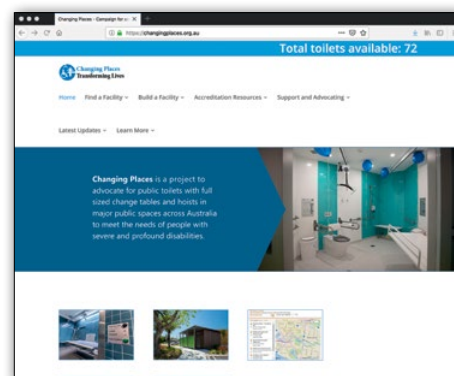 Changing Places – Campaign for ac
https://changingplaces.org.au
Total toilets available: 72
Changing Places
Transforming Lives
Home Find a Facility Build a Facility Accreditation Resources Support and Advocating
Latest Updates Learn More
Changing Places is a project to
advocate for public toilets with full
sized change tables and hoists in
major public spaces across Australia
to meet the needs of people with
severe and profound disabilities.